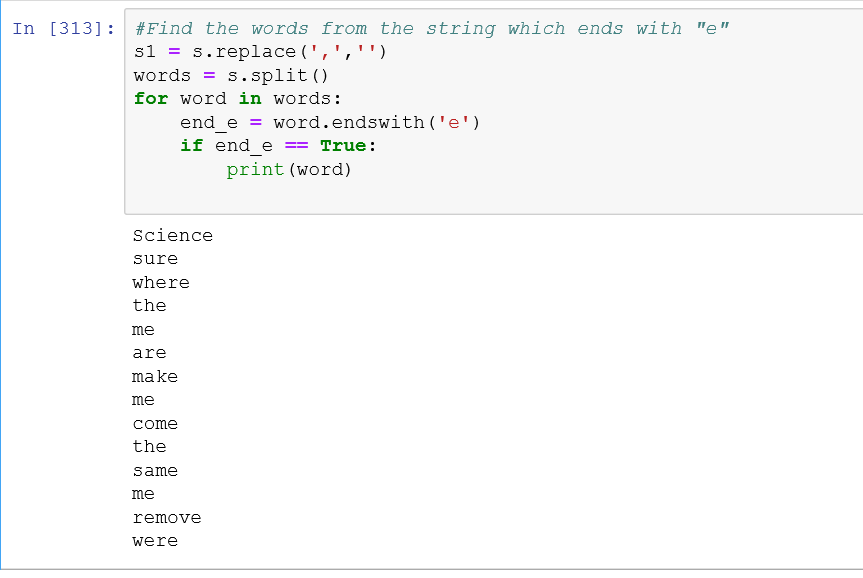 In [313]: #Find the words from the string which ends with "e"
s1 = s.replace(',','')
words = s.split()
for word in words:
    end_e = word.endswith('e')
    if end_e == True:
        print(word)
Science
sure
where
the
me
are
make
me
come
the
same
me
remove
were